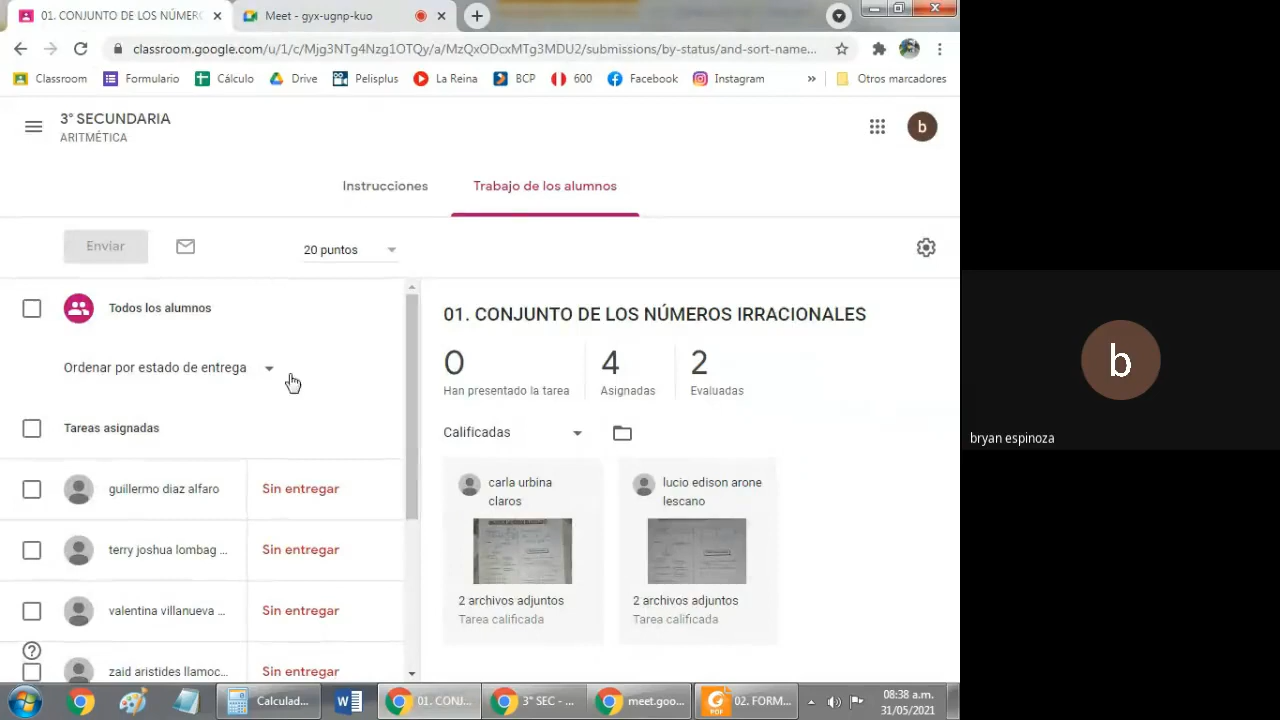 01. CONJUNTO DE LOS NÚMERO
Meet - gyx-ugnp-kuo
classroom.google.com/u/1/c/Mjg3NTg4Nzg1OTQy/a/MzQxODcxMTg3MDU2/submissions/by-status/and-sort-name...
Classroom
Formulario
Cálculo
Drive
Pelisplus
La Reina
BCP
600
Facebook
Instagram
»
Otros marcadores
3° SECUNDARIA
ARITMÉTICA
b
Instrucciones
Trabajo de los alumnos
Enviar
20 puntos
Todos los alumnos
Ordenar por estado de entrega
Tareas asignadas
guillermo diaz alfaro
Sin entregar
terry joshua lombag ...
Sin entregar
valentina villanueva ...
Sin entregar
zaid aristides llamoc...
Sin entregar
01. CONJUNTO DE LOS NÚMEROS IRRACIONALES
0
Han presentado la tarea
4
Asignadas
2
Evaluadas
Calificadas
carla urbina
claros
2 archivos adjuntos
Tarea calificada
lucio edison arone
lescano
2 archivos adjuntos
Tarea calificada
b
bryan espinoza
Calculad...
01. CONJ...
3° SEC - ...
meet.goo...
02. FORM...
08:38 a.m.
31/05/2021